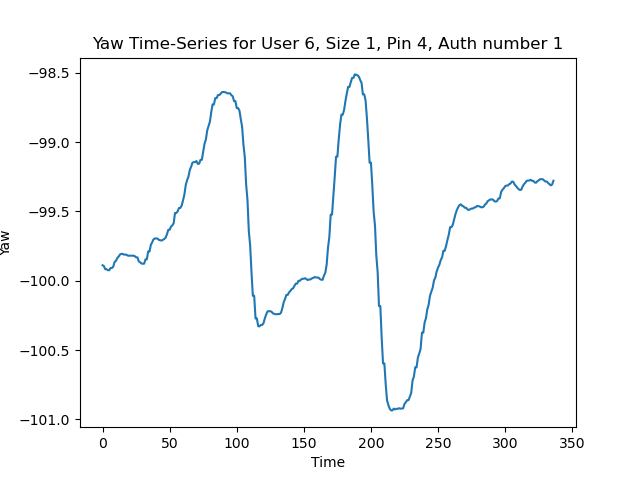 Yaw Time-Series for User 6, Size 1, Pin 4, Auth number 1
−98.5
−99.0
−99.5
−100.0
−100.5
−101.0
Yaw
0 50 100 150 200 250 300 350
Time